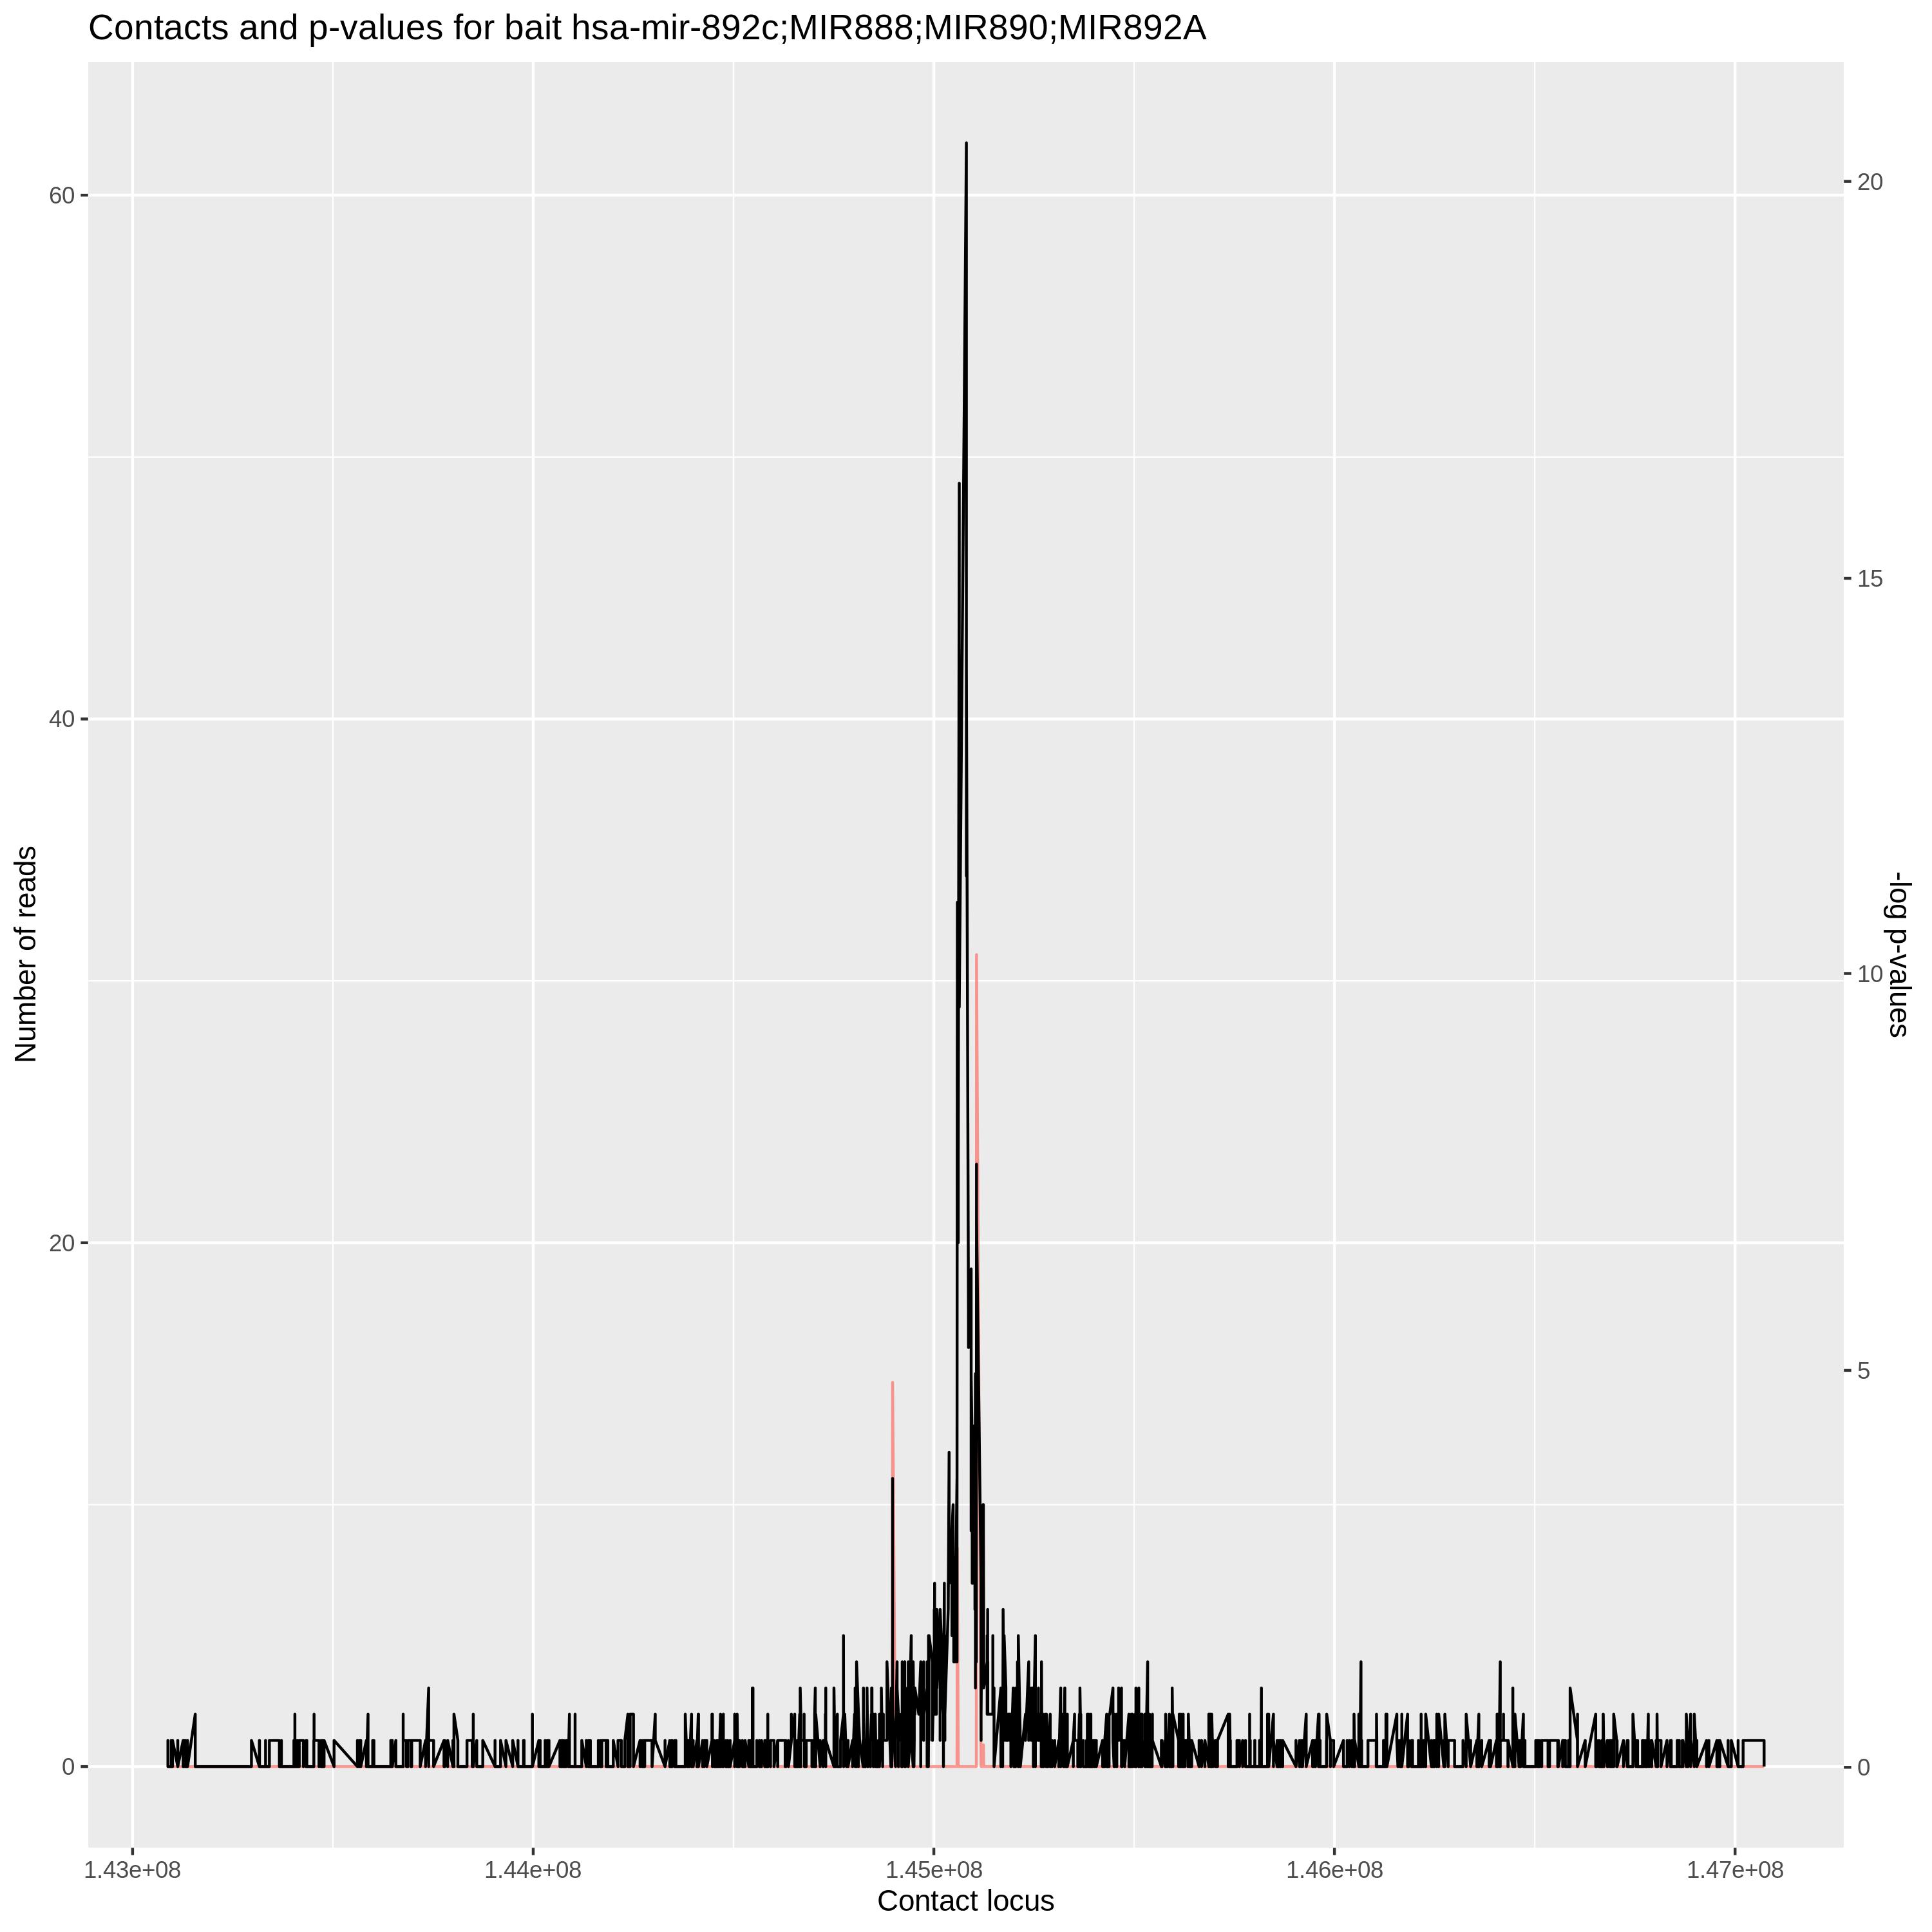 Contacts and p-values for bait hsa-mir-892c;MIR888;MIR890;MIR892A
60
40
20
0
Number of reads
20
15
10
5
0
-log p-values
1.43e+08
1.44e+08
1.45e+08
1.46e+08
1.47e+08
Contact locus